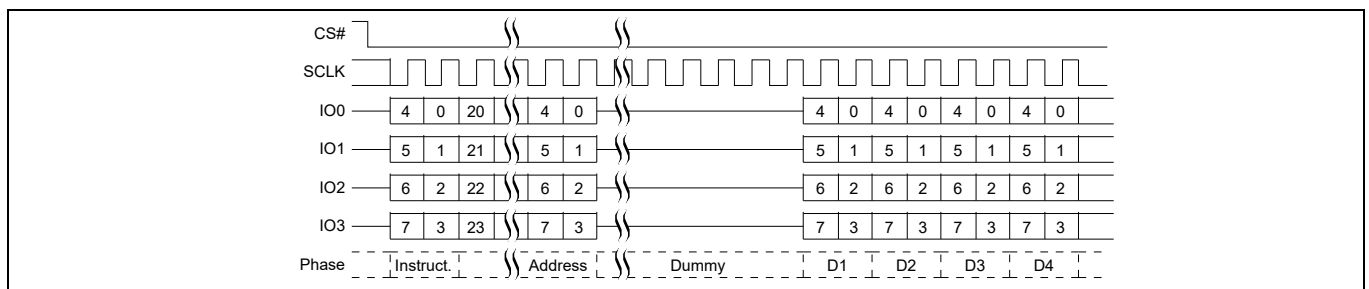 CS#
SCLK
IO0 4 0 20 4 0 4 0 4 0 4 0 4 0
IO1 5 1 21 5 1 5 1 5 1 5 1 5 1
IO2 6 2 22 6 2 6 2 6 2 6 2 6 2
IO3 7 3 23 7 3 7 3 7 3 7 3 7 3
Phase Instruct. Address Dummy D1 D2 D3 D4